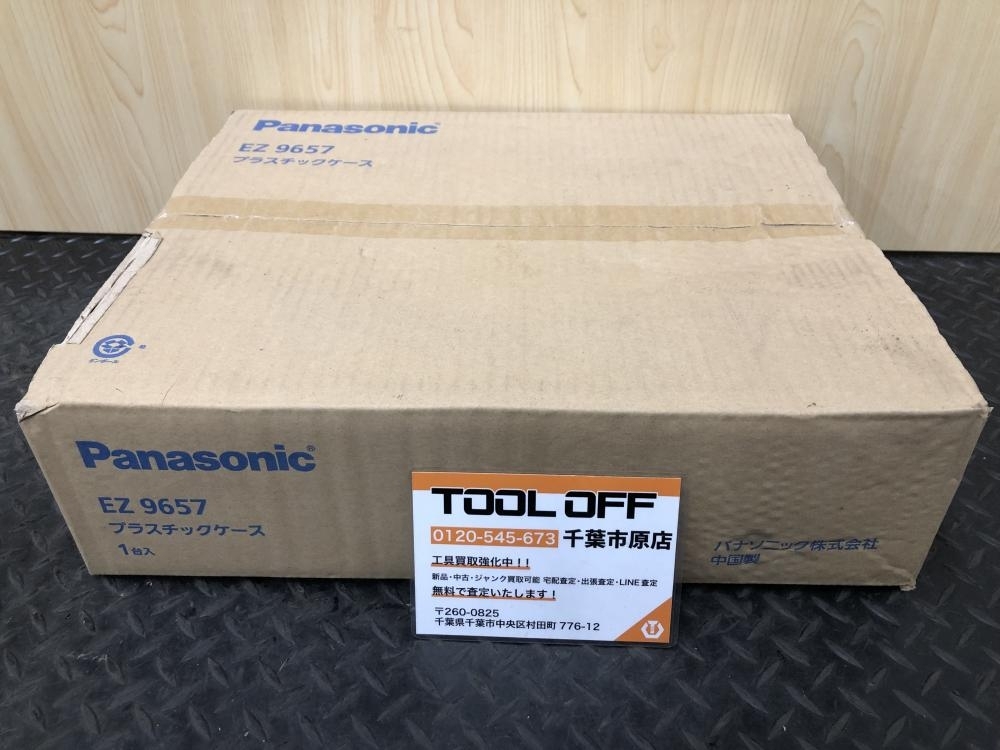 Panasonic
EZ 9657
プラスチックケース
ダンボール
Panasonic®
EZ 9657
プラスチックケース
1台入
パナソニック株式会社
中国製
TOOL OFF
0120-545-673 千葉市原店
工具買取強化中！！
新品・中古・ジャンク買取可能 宅配査定・出張査定・LINE査定
無料で査定いたします！
〒260-0825
千葉県千葉市中央区村田町 776-12